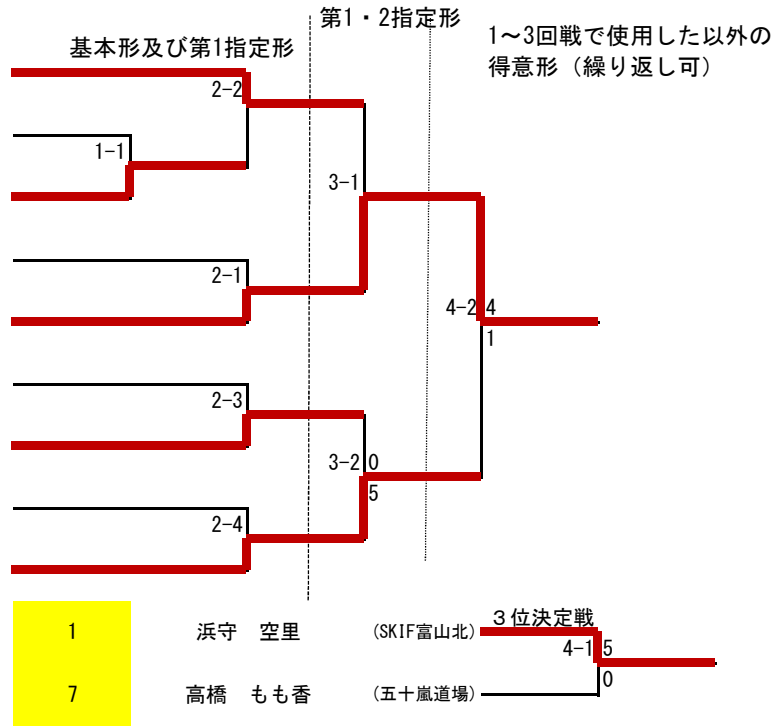 第1・2指定形
基本形及び第1指定形
1～3回戦で使用した以外の
得意形（繰り返し可）
2-2
1-1
3-1
2-1
4-2 4
1
2-3
3-2 0
5
2-4
3位決定戦
1 浜守 空里 (SKIF富山北)
4-1 5
0
7 高橋 もも香 (五十嵐道場)